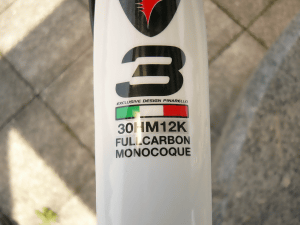 3
EXCLUSIVE DESIGN PINARELLO
30HM12K
FULLCARBON
MONOCOQUE